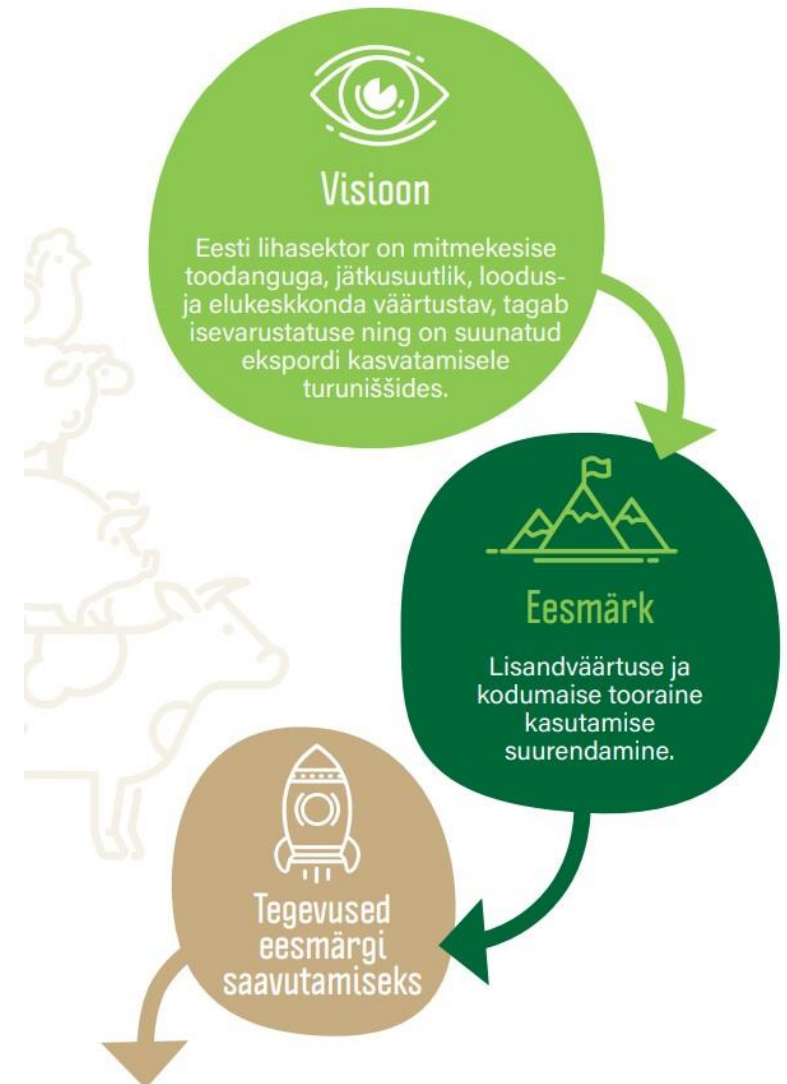 Visioon
Eesti lihasektor on mitmekesise
toodanguga, jätkusuutlik, loodus-
ja elukeskkonda väärtustav, tagab
isevarustatuse ning on suunatud
ekspordi kasvatamisele
turuniššides.
Eesmärk
Lisandväärtuse ja
kodumaise tooraine
kasutamise
suurendamine.
Tegevused
eesmärgi
saavutamiseks